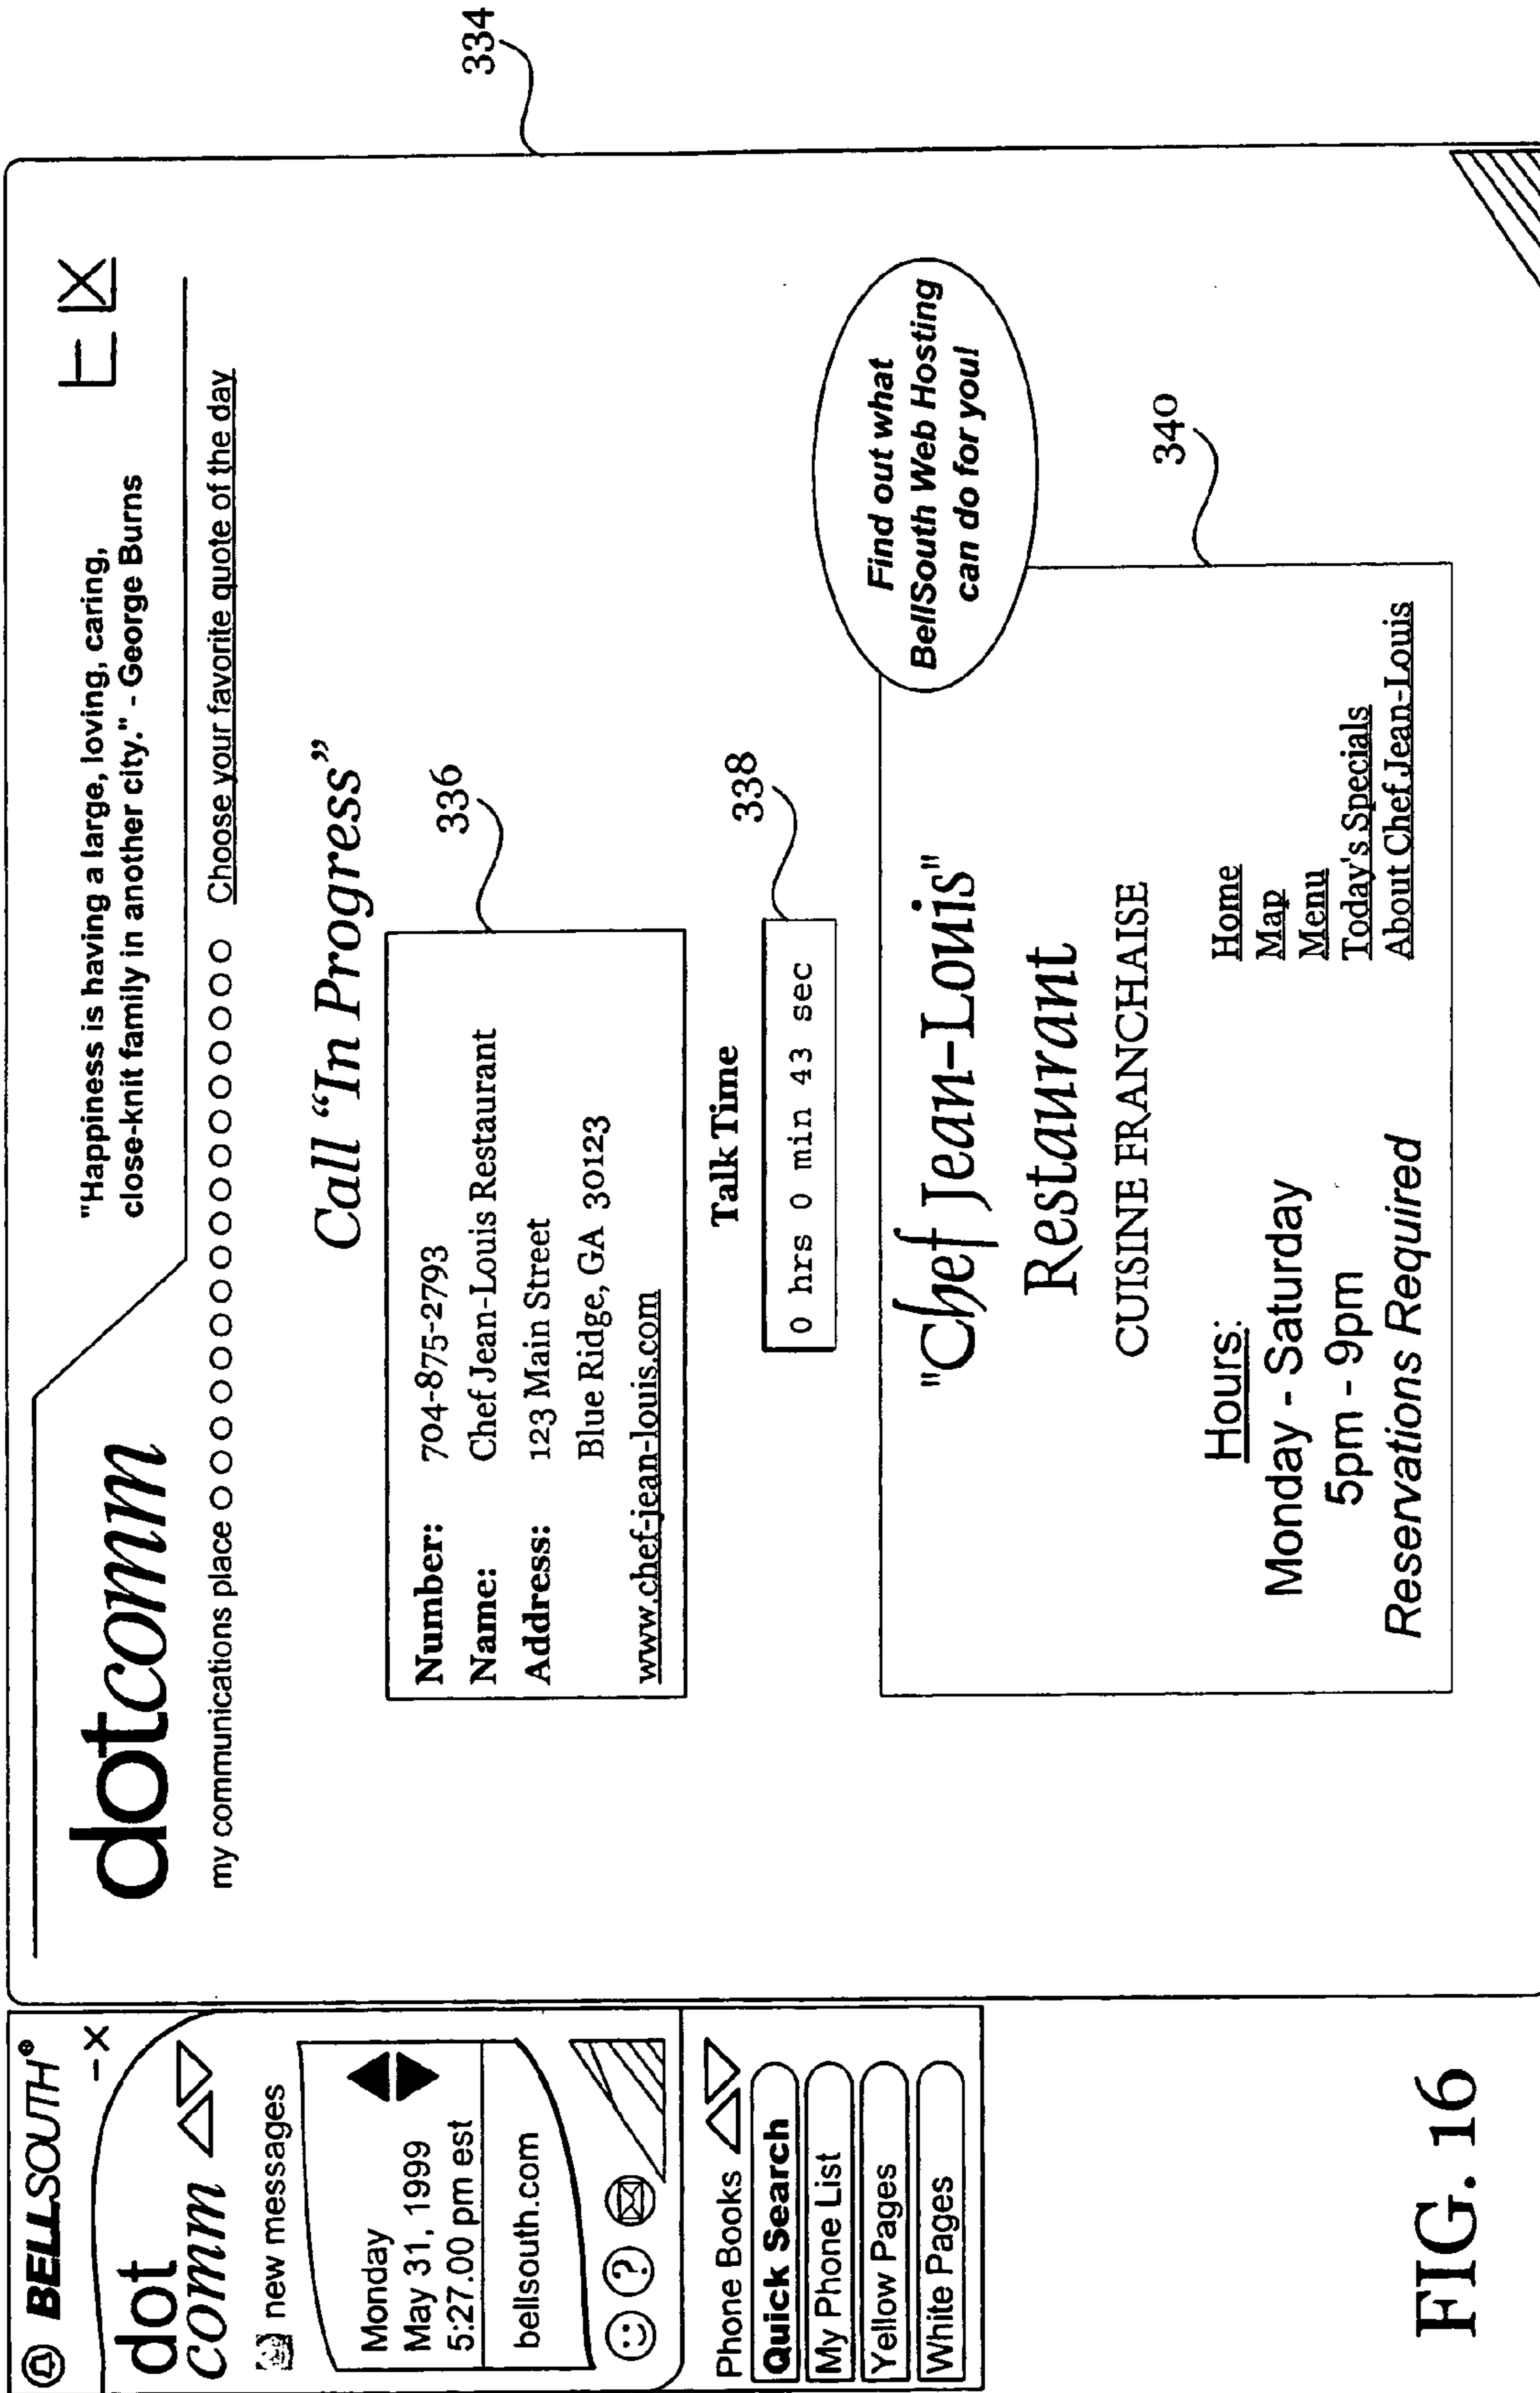 BELLSOUTH®
– X
dot
comm
new messages
Monday
May 31, 1999
5:27.00 pm est
bellsouth.com
?
Phone Books
Quick Search
My Phone List
Yellow Pages
White Pages
dotcomm
"Happiness is having a large, loving, caring,
close-knit family in another city." - George Burns
X
my communications place
Choose your favorite quote of the day
334
Call “In Progress”
336
Number: 704-875-2793
Name: Chef Jean-Louis Restaurant
Address: 123 Main Street
Blue Ridge, GA 30123
www.chef-jean-louis.com
Talk Time
338
0 hrs 0 min 43 sec
Find out what
BellSouth Web Hosting
can do for you!
340
"Chef Jean-Louis"
Restaurant
CUISINE FRANCHAISE
Hours:
Monday - Saturday
5pm - 9pm
Reservations Required
Home
Map
Menu
Today's Specials
About Chef Jean-Louis
FIG. 16